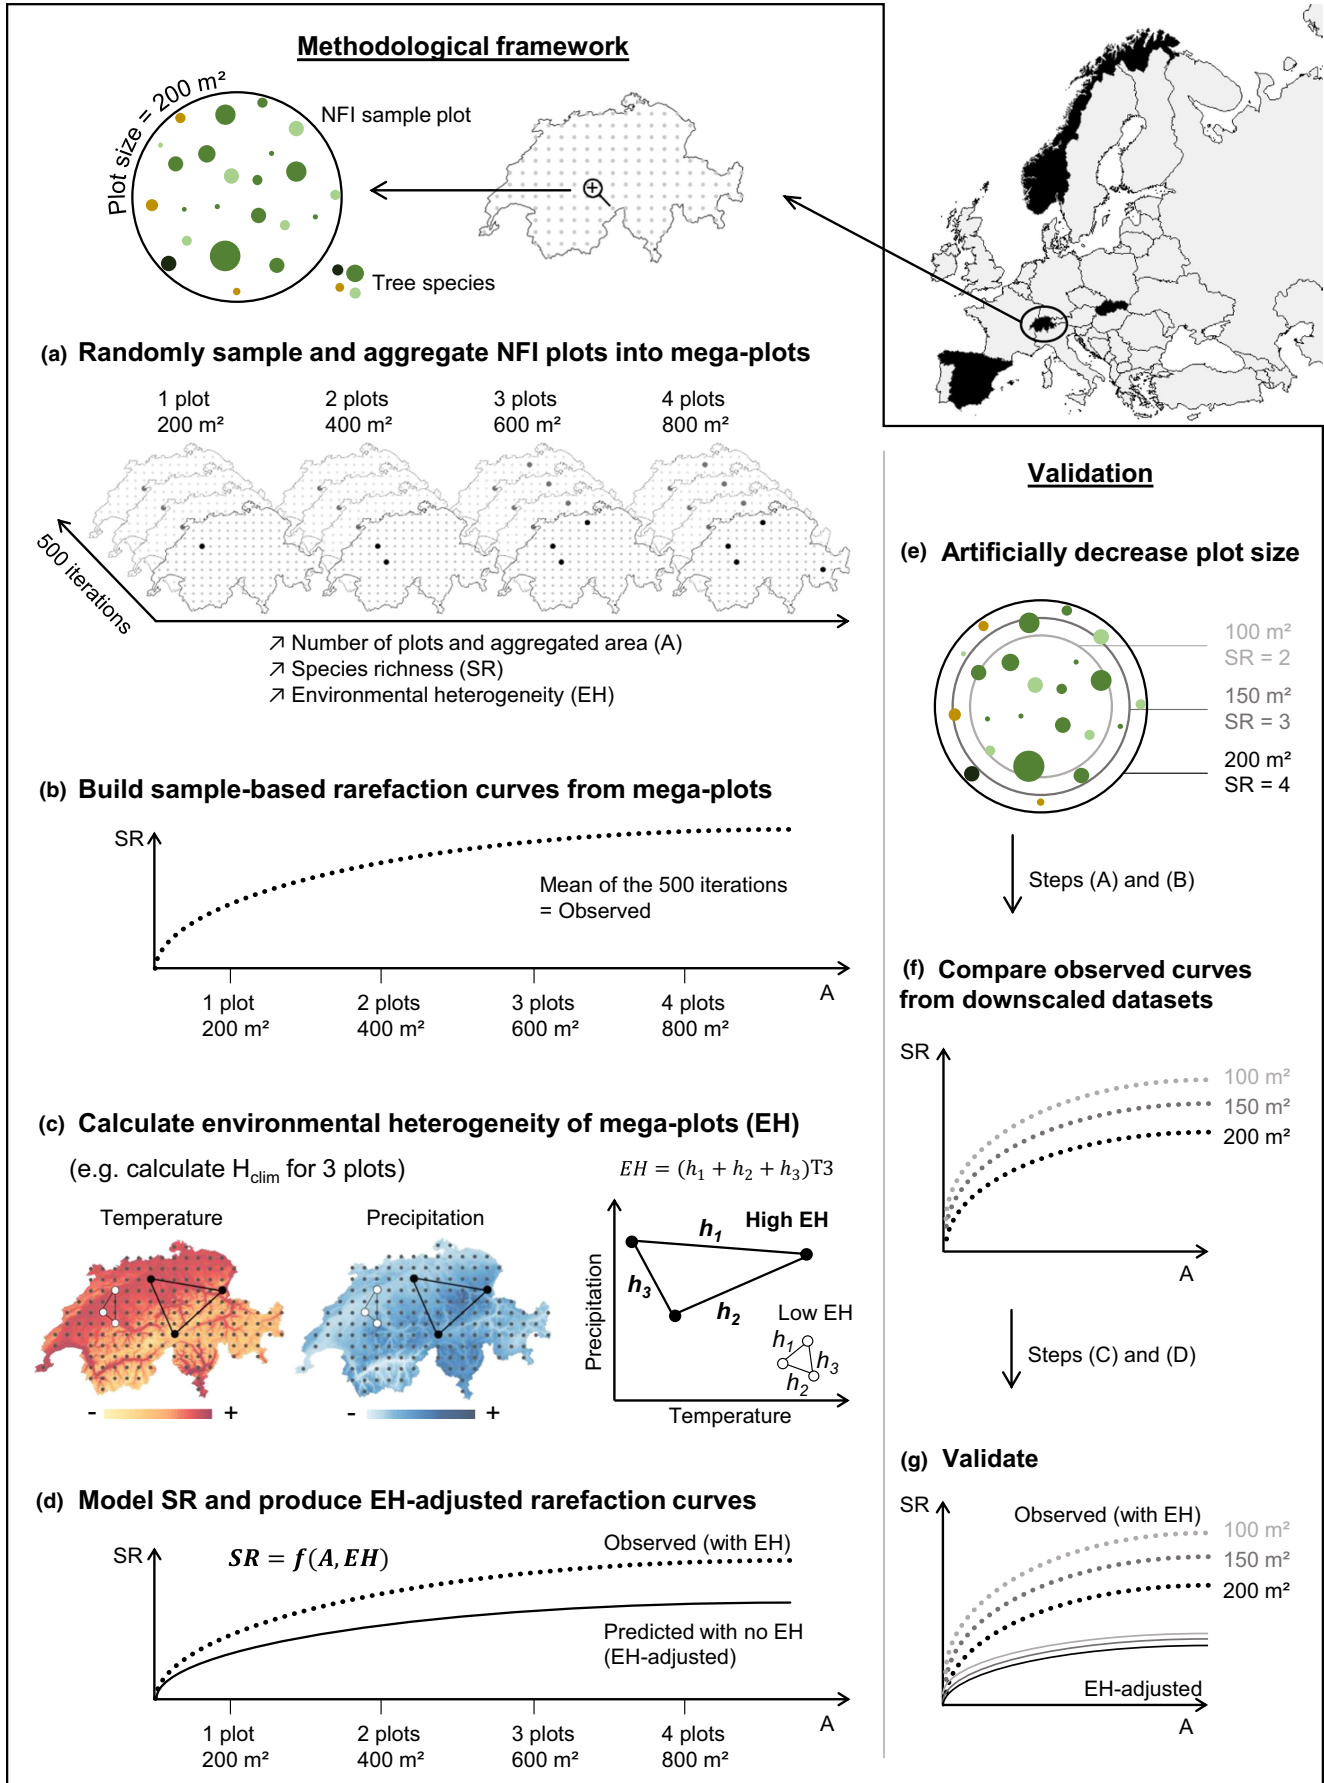 Methodological framework
Plot size = 200 m²
NFI sample plot
Tree species
(a) Randomly sample and aggregate NFI plots into mega-plots
1 plot
200 m²
2 plots
400 m²
3 plots
600 m²
4 plots
800 m²
500 iterations
↗ Number of plots and aggregated area (A)
↗ Species richness (SR)
↗ Environmental heterogeneity (EH)
(b) Build sample-based rarefaction curves from mega-plots
SR
Mean of the 500 iterations
= Observed
A
1 plot
200 m²
2 plots
400 m²
3 plots
600 m²
4 plots
800 m²
(c) Calculate environmental heterogeneity of mega-plots (EH)
(e.g. calculate H_clim for 3 plots)
EH = (h₁ + h₂ + h₃)T3
Temperature
- +
Precipitation
- +
Precipitation
High EH
h₁
h₃
h₂
Low EH
h₁
h₃
h₂
Temperature
(d) Model SR and produce EH-adjusted rarefaction curves
SR
SR = f(A, EH)
Observed (with EH)
Predicted with no EH
(EH-adjusted)
A
1 plot
200 m²
2 plots
400 m²
3 plots
600 m²
4 plots
800 m²
Validation
(e) Artificially decrease plot size
100 m²
SR = 2
150 m²
SR = 3
200 m²
SR = 4
Steps (A) and (B)
(f) Compare observed curves
from downscaled datasets
SR
100 m²
150 m²
200 m²
A
Steps (C) and (D)
(g) Validate
SR
Observed (with EH)
100 m²
150 m²
200 m²
EH-adjusted
A